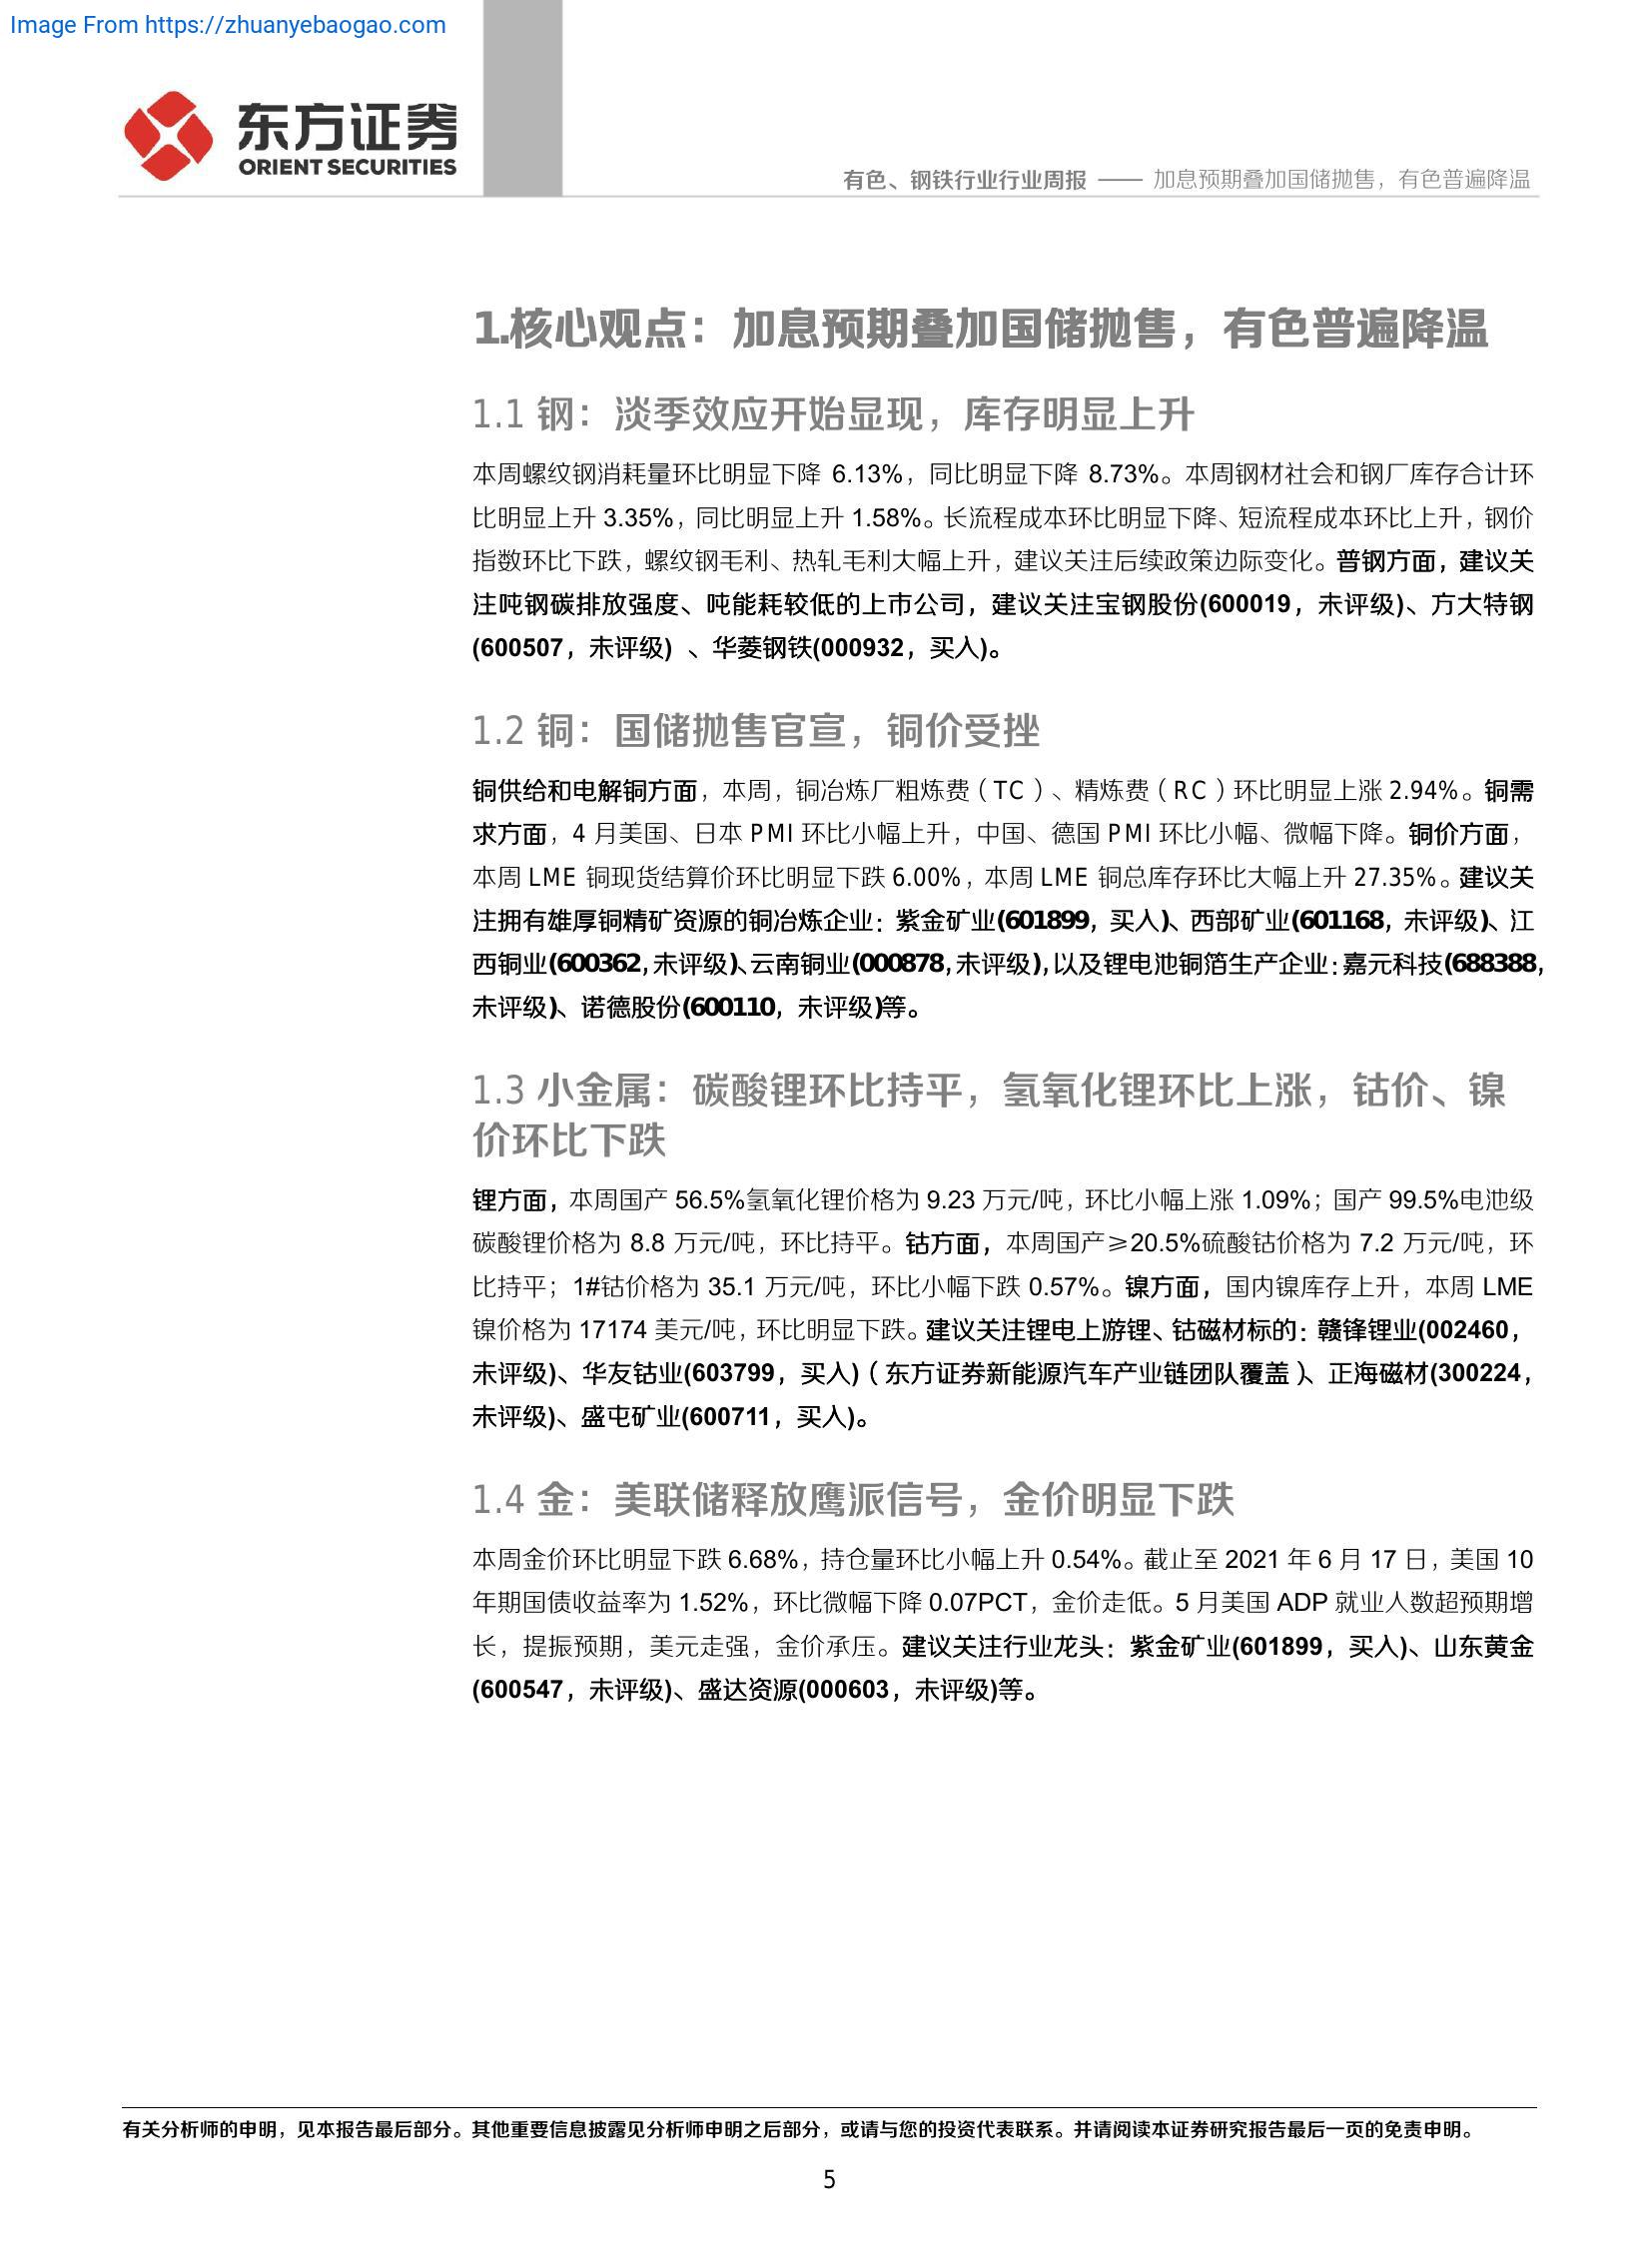 Image From https://zhuanyebaogao.com
东方证券
ORIENT SECURITIES
有色、钢铁行业行业周报 —— 加息预期叠加国储抛售，有色普遍降温
1.核心观点：加息预期叠加国储抛售，有色普遍降温
1.1 钢：淡季效应开始显现，库存明显上升
本周螺纹钢消耗量环比明显下降 6.13%，同比明显下降 8.73%。本周钢材社会和钢厂库存合计环
比明显上升 3.35%，同比明显上升 1.58%。长流程成本环比明显下降、短流程成本环比上升，钢价
指数环比下跌，螺纹钢毛利、热轧毛利大幅上升，建议关注后续政策边际变化。普钢方面，建议关
注吨钢碳排放强度、吨能耗较低的上市公司，建议关注宝钢股份(600019，未评级)、方大特钢
(600507，未评级) 、华菱钢铁(000932，买入)。
1.2 铜：国储抛售官宣，铜价受挫
铜供给和电解铜方面，本周，铜冶炼厂粗炼费（TC）、精炼费（RC）环比明显上涨 2.94%。铜需
求方面，4 月美国、日本 PMI 环比小幅上升，中国、德国 PMI 环比小幅、微幅下降。铜价方面，
本周 LME 铜现货结算价环比明显下跌 6.00%，本周 LME 铜总库存环比大幅上升 27.35%。建议关
注拥有雄厚铜精矿资源的铜冶炼企业：紫金矿业(601899，买入)、西部矿业(601168，未评级)、江
西铜业(600362，未评级)、云南铜业(000878，未评级)，以及锂电池铜箔生产企业：嘉元科技(688388，
未评级)、诺德股份(600110，未评级)等。
1.3 小金属：碳酸锂环比持平，氢氧化锂环比上涨，钴价、镍
价环比下跌
锂方面，本周国产 56.5%氢氧化锂价格为 9.23 万元/吨，环比小幅上涨 1.09%；国产 99.5%电池级
碳酸锂价格为 8.8 万元/吨，环比持平。钴方面，本周国产≥20.5%硫酸钴价格为 7.2 万元/吨，环
比持平；1#钴价格为 35.1 万元/吨，环比小幅下跌 0.57%。镍方面，国内镍库存上升，本周 LME
镍价格为 17174 美元/吨，环比明显下跌。建议关注锂电上游锂、钴磁材标的：赣锋锂业(002460，
未评级)、华友钴业(603799，买入)（东方证券新能源汽车产业链团队覆盖）、正海磁材(300224，
未评级)、盛屯矿业(600711，买入)。
1.4 金：美联储释放鹰派信号，金价明显下跌
本周金价环比明显下跌 6.68%，持仓量环比小幅上升 0.54%。截止至 2021 年 6 月 17 日，美国 10
年期国债收益率为 1.52%，环比微幅下降 0.07PCT，金价走低。5 月美国 ADP 就业人数超预期增
长，提振预期，美元走强，金价承压。建议关注行业龙头：紫金矿业(601899，买入)、山东黄金
(600547，未评级)、盛达资源(000603，未评级)等。
有关分析师的申明，见本报告最后部分。其他重要信息披露见分析师申明之后部分，或请与您的投资代表联系。并请阅读本证券研究报告最后一页的免责申明。
5